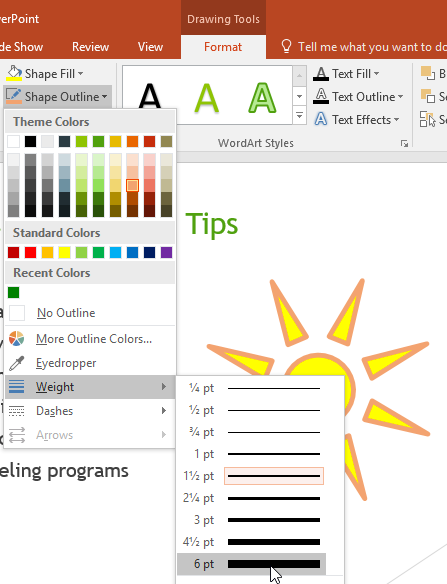 verPoint
Drawing Tools
de Show Review View Format Tell me what you want to do
Shape Fill
Shape Outline
Theme Colors
Standard Colors
Recent Colors
No Outline
More Outline Colors...
Eyedropper
Weight
Dashes
Arrows
A A A
WordArt Styles
Text Fill
Text Outline
Text Effects
B
Se
Se
Tips
eling programs
¼ pt
½ pt
¾ pt
1 pt
1½ pt
2¼ pt
3 pt
4½ pt
6 pt